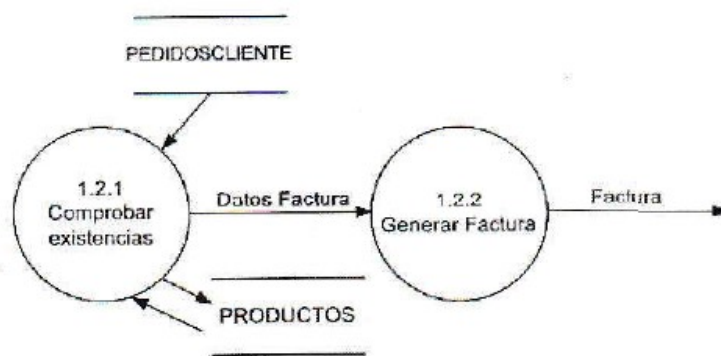 PEDIDOSCLIENTE
1.2.1
Comprobar
existencias
Datos Factura
1.2.2
Generar Factura
Factura
PRODUCTOS